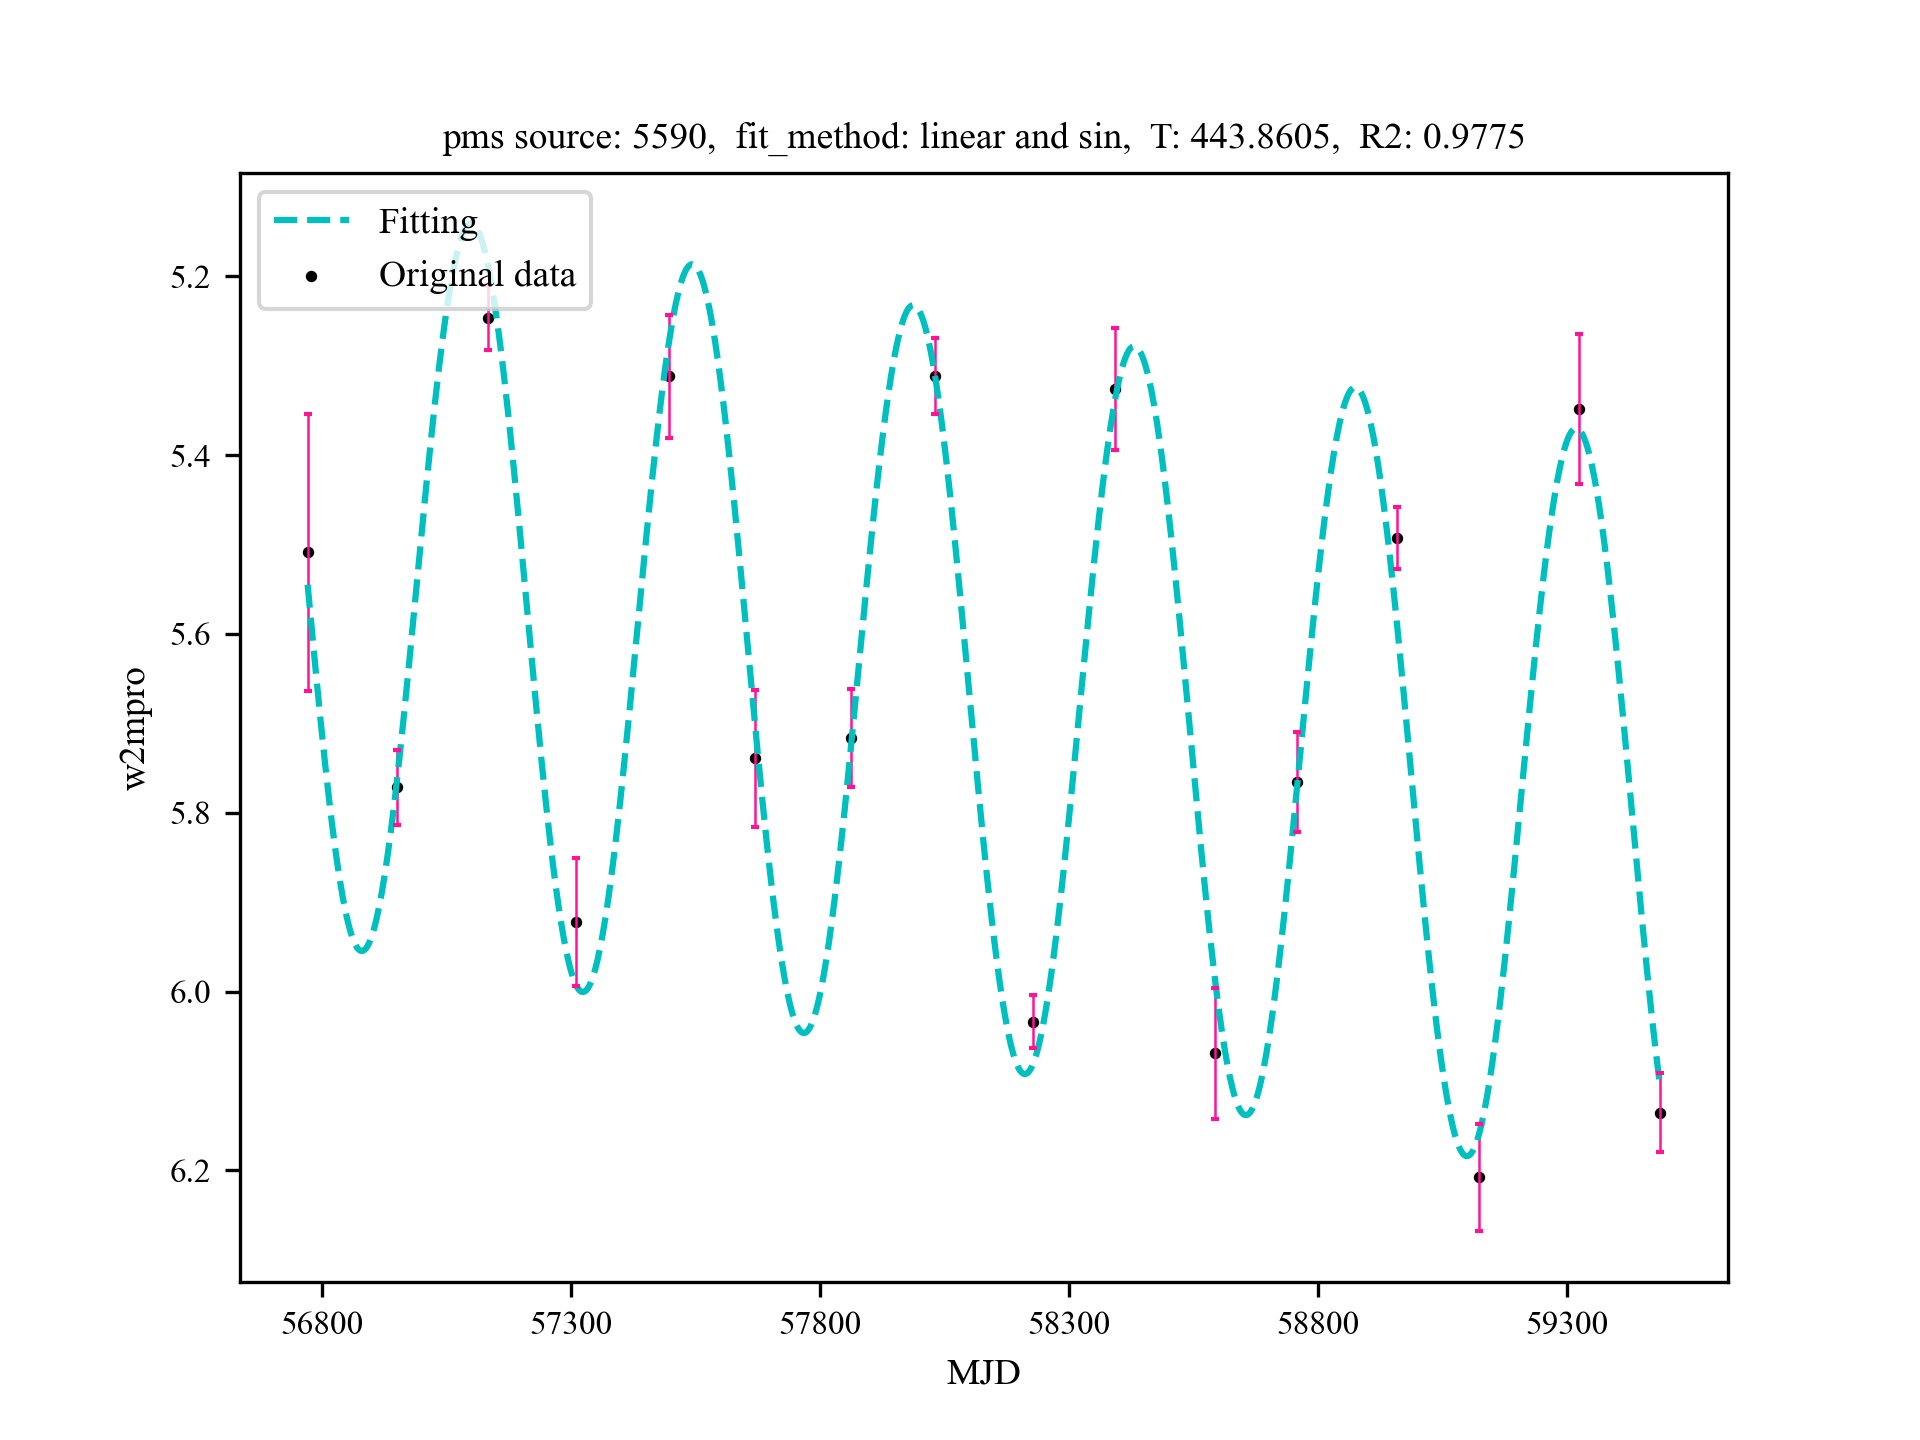 pms source: 5590,  fit_method: linear and sin,  T: 443.8605,  R2: 0.9775
Fitting
Original data
5.2
5.4
5.6
5.8
6.0
6.2
w2mpro
56800 57300 57800 58300 58800 59300
MJD